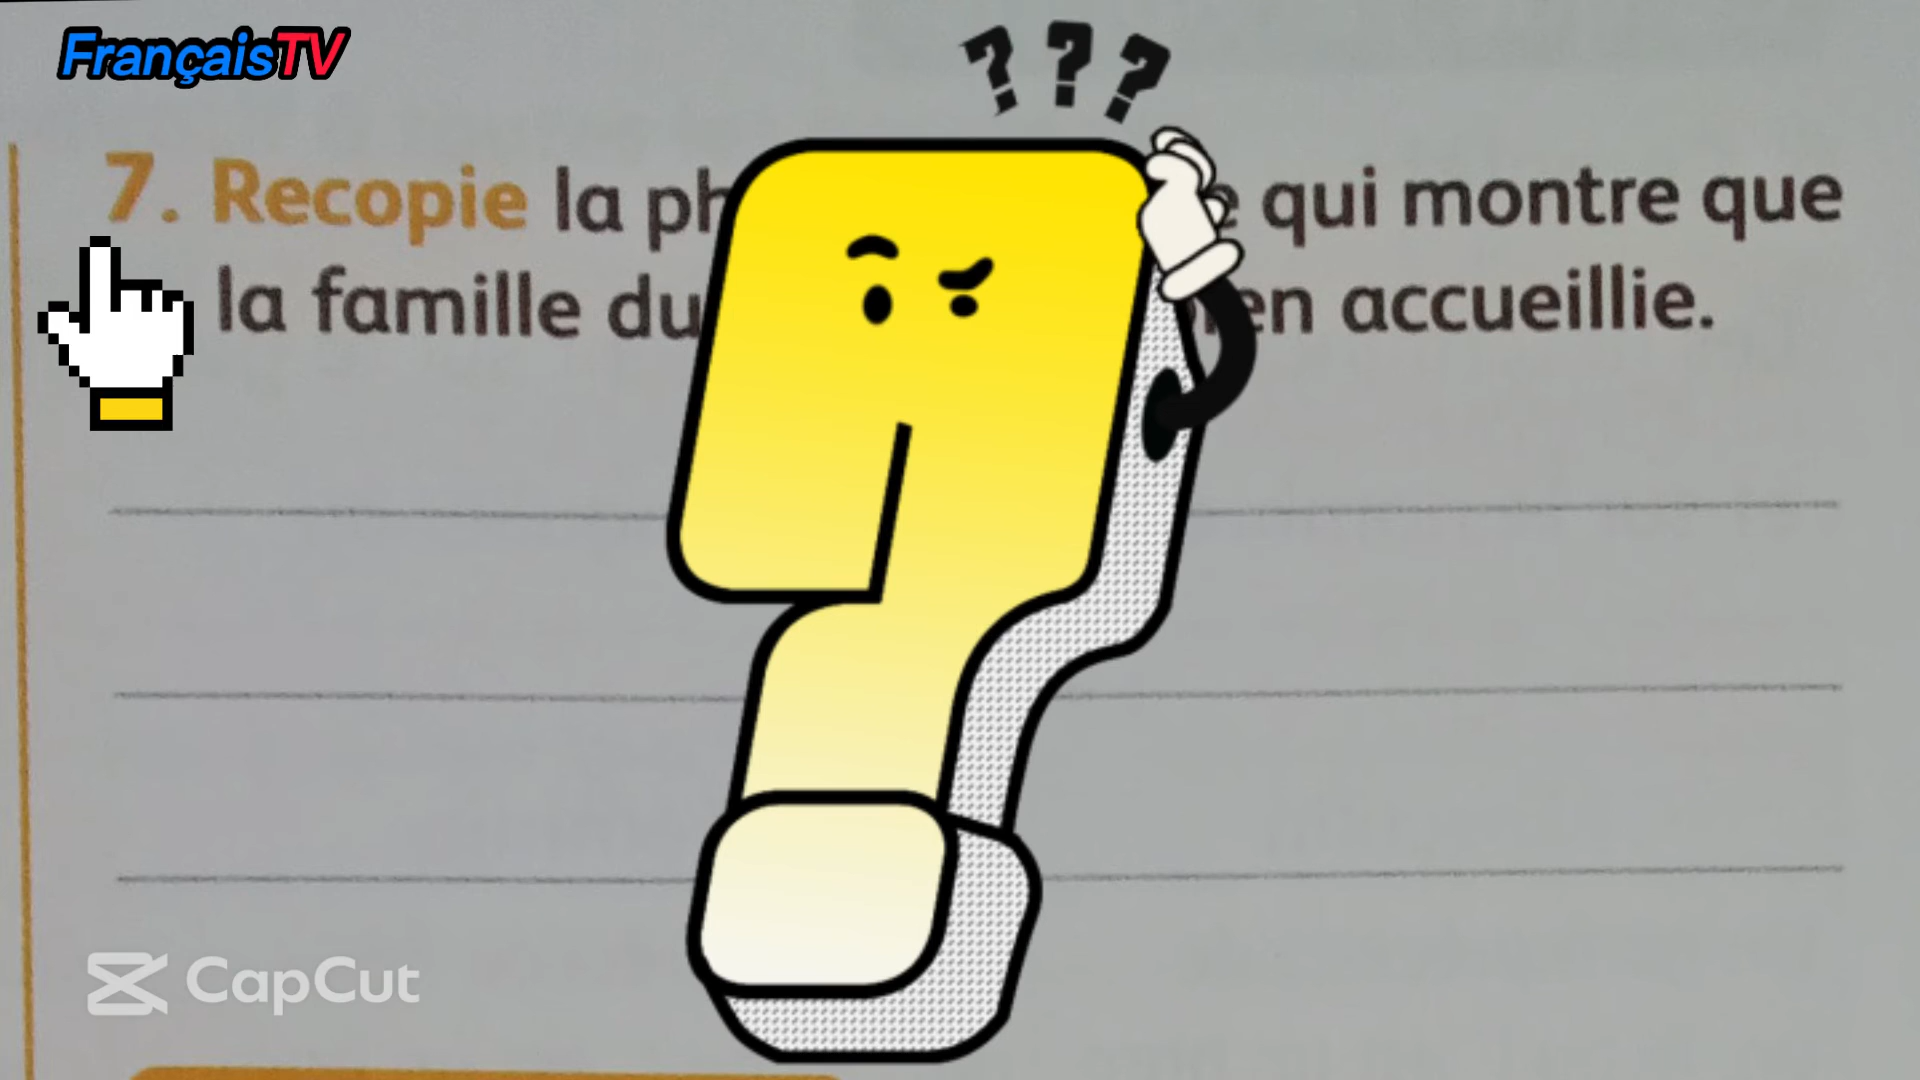 FrançaisTV
???
7. Recopie la ph e qui montre que
la famille du en accueillie.
CapCut